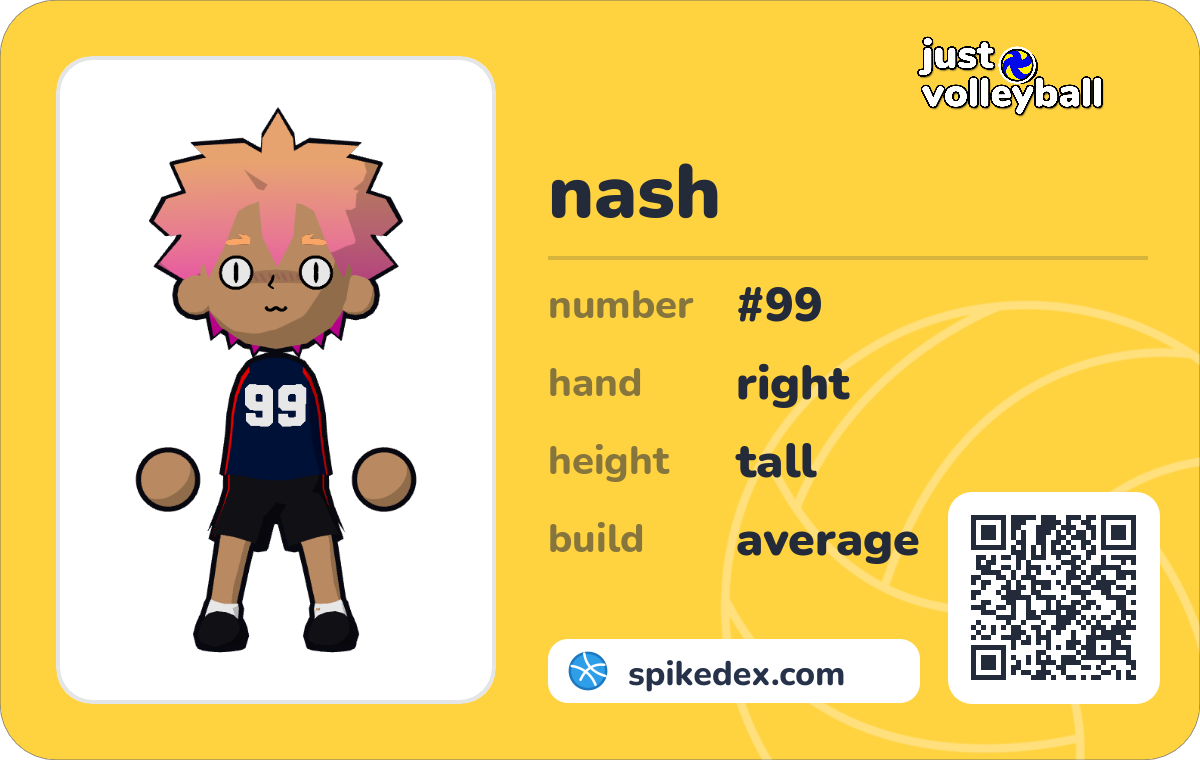 just
volleyball
nash
number #99
hand right
height tall
build average
99
spikedex.com